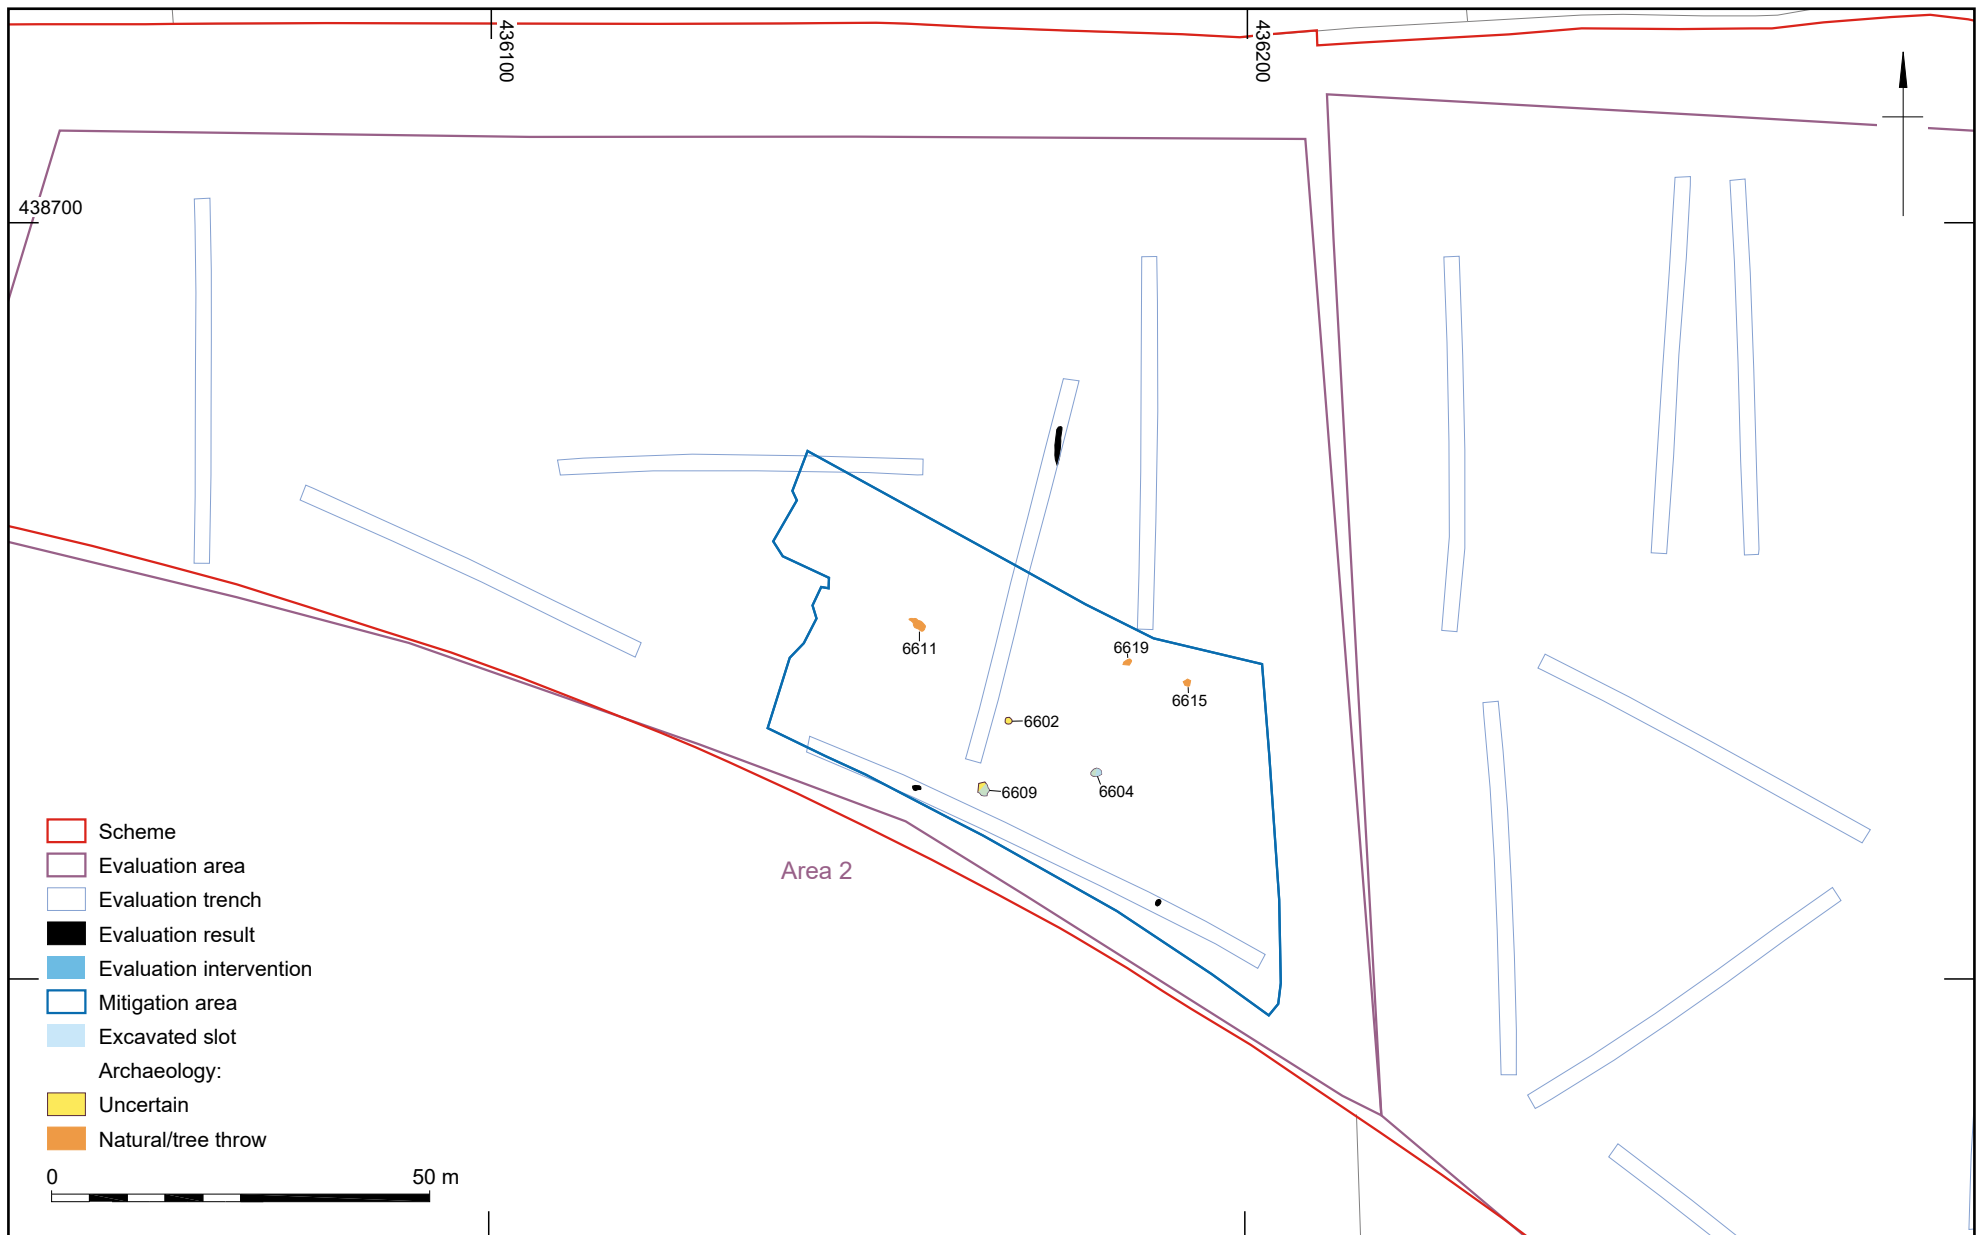 436100
436200
438700
6611
6619
6615
6602
6609
6604
Area 2
Scheme
Evaluation area
Evaluation trench
Evaluation result
Evaluation intervention
Mitigation area
Excavated slot
Archaeology:
Uncertain
Natural/tree throw
0 50 m